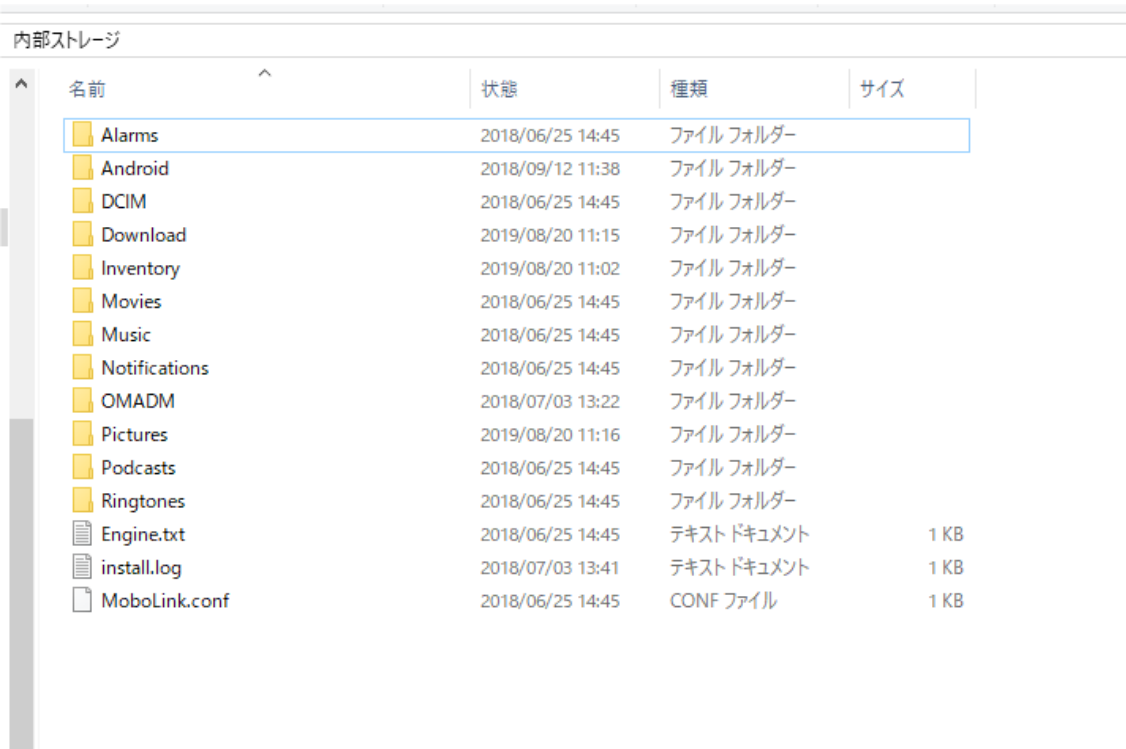 内部ストレージ
名前 状態 種類 サイズ
Alarms 2018/06/25 14:45 ファイル フォルダー
Android 2018/09/12 11:38 ファイル フォルダー
DCIM 2018/06/25 14:45 ファイル フォルダー
Download 2019/08/20 11:15 ファイル フォルダー
Inventory 2019/08/20 11:02 ファイル フォルダー
Movies 2018/06/25 14:45 ファイル フォルダー
Music 2018/06/25 14:45 ファイル フォルダー
Notifications 2018/06/25 14:45 ファイル フォルダー
OMADM 2018/07/03 13:22 ファイル フォルダー
Pictures 2019/08/20 11:16 ファイル フォルダー
Podcasts 2018/06/25 14:45 ファイル フォルダー
Ringtones 2018/06/25 14:45 ファイル フォルダー
Engine.txt 2018/06/25 14:45 テキスト ドキュメント 1 KB
install.log 2018/07/03 13:41 テキスト ドキュメント 1 KB
MoboLink.conf 2018/06/25 14:45 CONF ファイル 1 KB